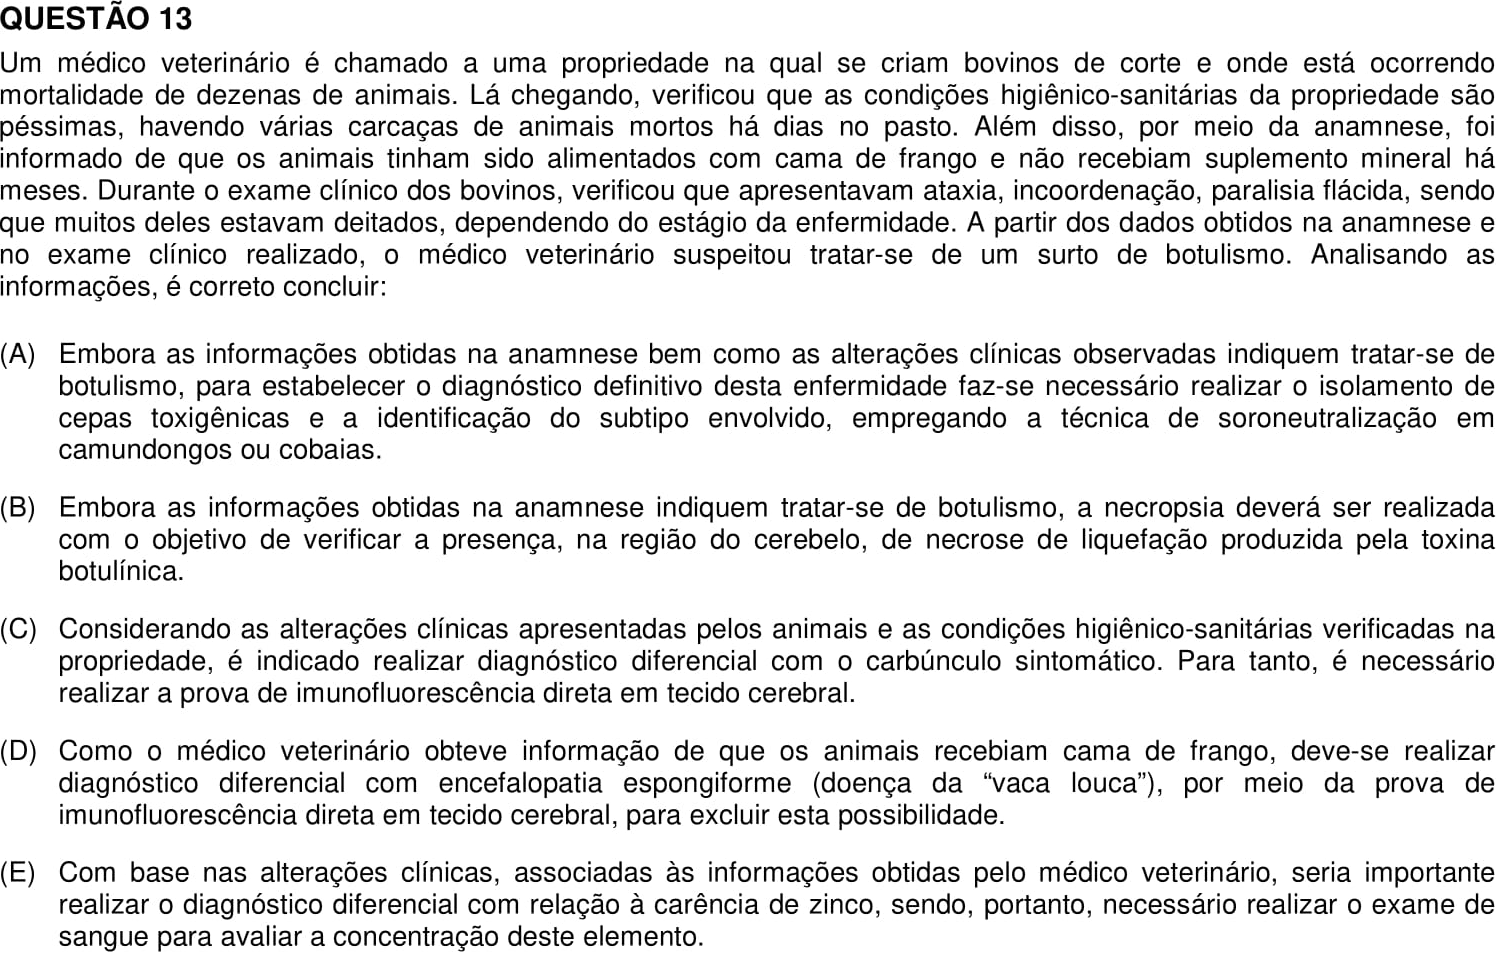 QUESTÃO 13
Um médico veterinário é chamado a uma propriedade na qual se criam bovinos de corte e onde está ocorrendo
mortalidade de dezenas de animais. Lá chegando, verificou que as condições higiênico-sanitárias da propriedade são
péssimas, havendo várias carcaças de animais mortos há dias no pasto. Além disso, por meio da anamnese, foi
informado de que os animais tinham sido alimentados com cama de frango e não recebiam suplemento mineral há
meses. Durante o exame clínico dos bovinos, verificou que apresentavam ataxia, incoordenação, paralisia flácida, sendo
que muitos deles estavam deitados, dependendo do estágio da enfermidade. A partir dos dados obtidos na anamnese e
no exame clínico realizado, o médico veterinário suspeitou tratar-se de um surto de botulismo. Analisando as
informações, é correto concluir:
(A) Embora as informações obtidas na anamnese bem como as alterações clínicas observadas indiquem tratar-se de
botulismo, para estabelecer o diagnóstico definitivo desta enfermidade faz-se necessário realizar o isolamento de
cepas toxigênicas e a identificação do subtipo envolvido, empregando a técnica de soroneutralização em
camundongos ou cobaias.
(B) Embora as informações obtidas na anamnese indiquem tratar-se de botulismo, a necropsia deverá ser realizada
com o objetivo de verificar a presença, na região do cerebelo, de necrose de liquefação produzida pela toxina
botulínica.
(C) Considerando as alterações clínicas apresentadas pelos animais e as condições higiênico-sanitárias verificadas na
propriedade, é indicado realizar diagnóstico diferencial com o carbúnculo sintomático. Para tanto, é necessário
realizar a prova de imunofluorescência direta em tecido cerebral.
(D) Como o médico veterinário obteve informação de que os animais recebiam cama de frango, deve-se realizar
diagnóstico diferencial com encefalopatia espongiforme (doença da “vaca louca”), por meio da prova de
imunofluorescência direta em tecido cerebral, para excluir esta possibilidade.
(E) Com base nas alterações clínicas, associadas às informações obtidas pelo médico veterinário, seria importante
realizar o diagnóstico diferencial com relação à carência de zinco, sendo, portanto, necessário realizar o exame de
sangue para avaliar a concentração deste elemento.